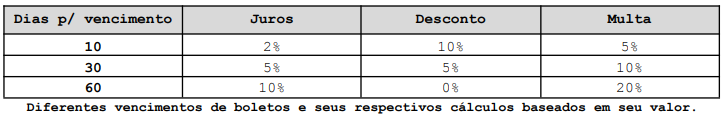 Dias p/ vencimento Juros Desconto Multa
10 2% 10% 5%
30 5% 5% 10%
60 10% 0% 20%
Diferentes vencimentos de boletos e seus respectivos cálculos baseados em seu valor.